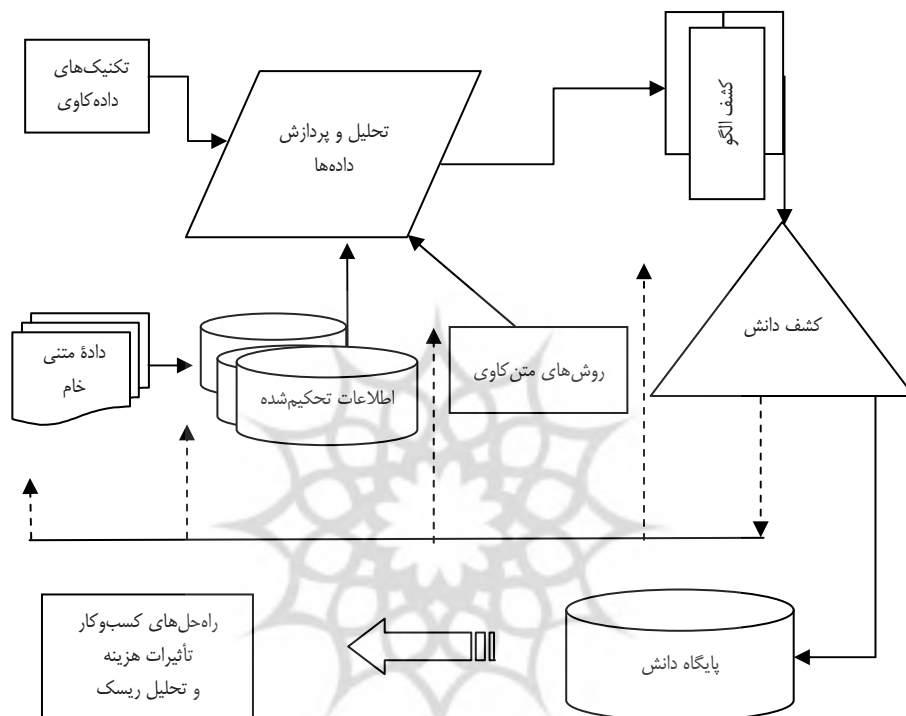 تکنیک‌های
داده‌کاوی
تحلیل و پردازش
داده‌ها
کشف الگو
کشف دانش
دادهٔ متنی
خام
اطلاعات تحکیم‌شده
روش‌های متن‌کاوی
راه‌حل‌های کسب‌وکار
تأثیرات هزینه
و تحلیل ریسک
پایگاه دانش